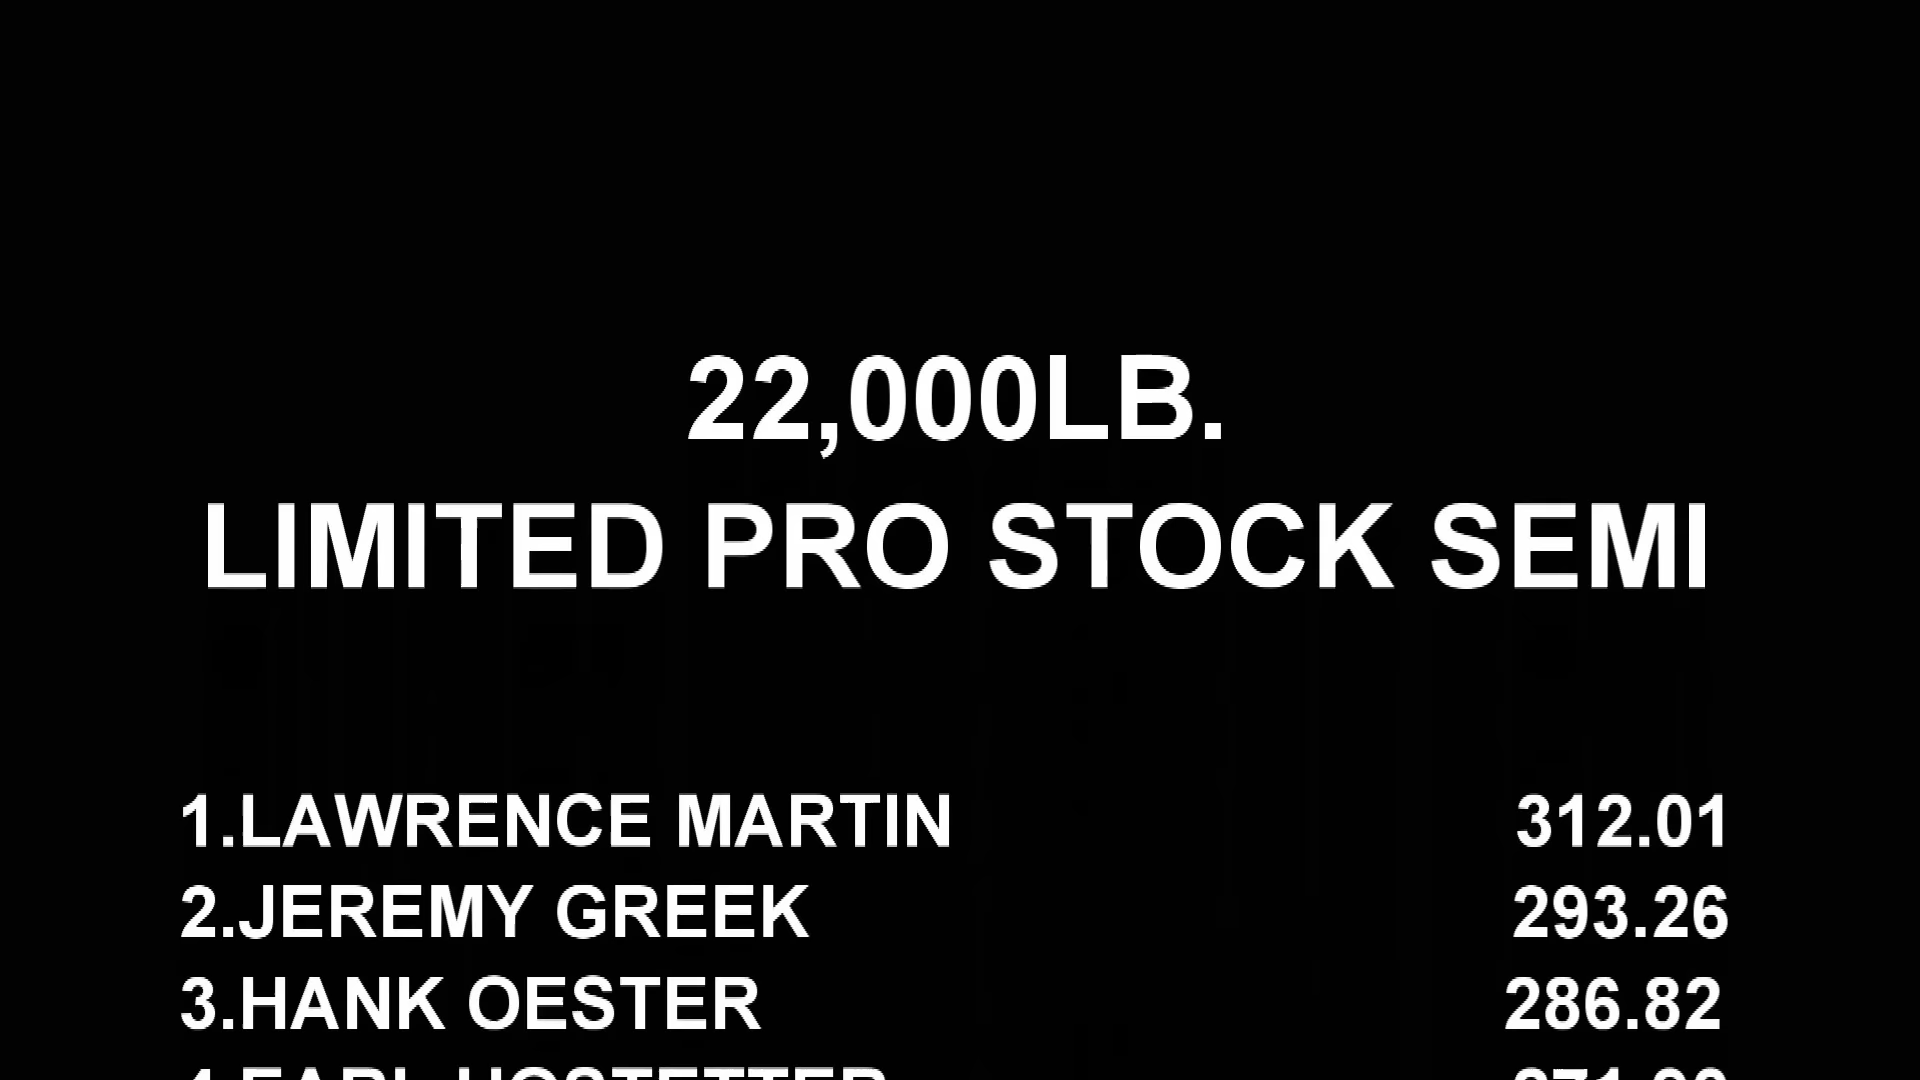 22,000LB.
LIMITED PRO STOCK SEMI
1.LAWRENCE MARTIN 312.01
2.JEREMY GREEK 293.26
3.HANK OESTER 286.82